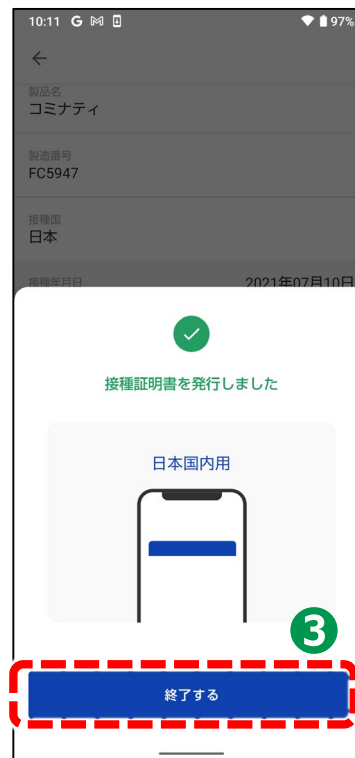 10:11 G 97%
製品名
コミナティ
製造番号
FC5947
接種国
日本
接種年月日 2021年07月10日
接種証明書を発行しました
日本国内用
3
終了する